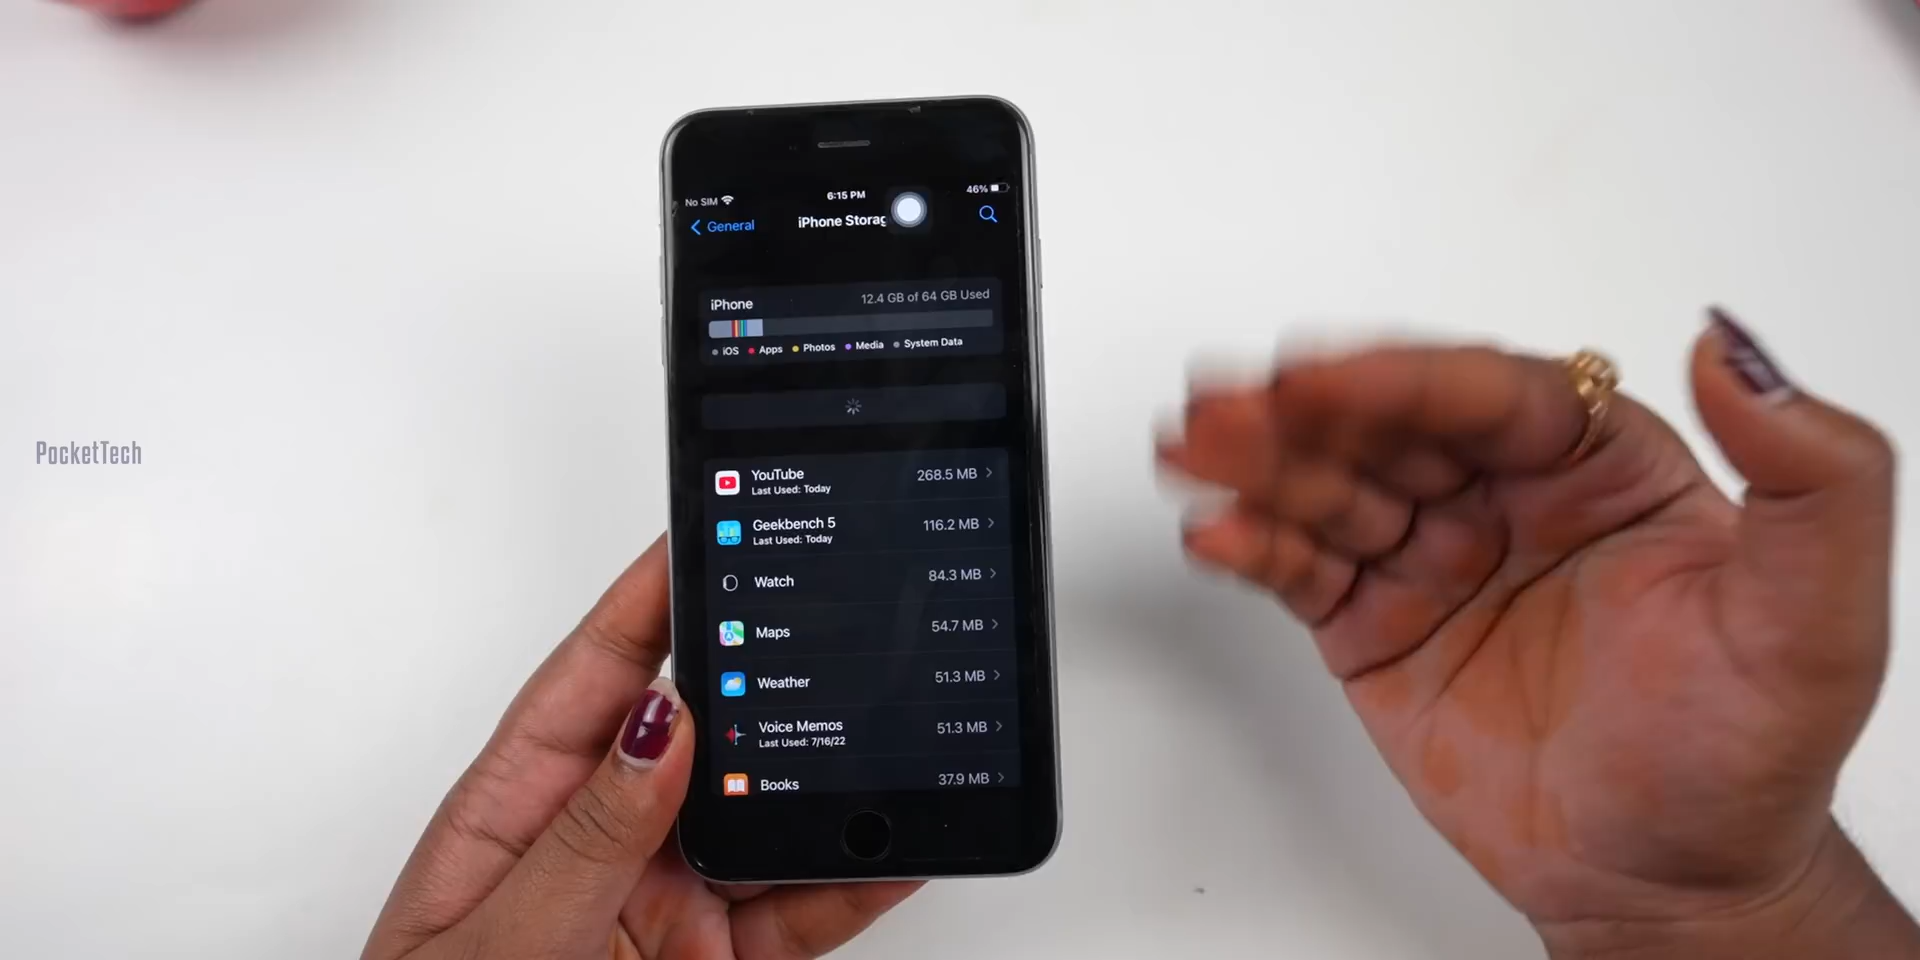 No SIM
6:15 PM
46%
General
iPhone Storag
iPhone
12.4 GB of 64 GB Used
iOS
Apps
Photos
Media
System Data
PocketTech
YouTube
268.5 MB
Last Used: Today
Geekbench 5
116.2 MB
Last Used: Today
Watch
84.3 MB
Maps
54.7 MB
Weather
51.3 MB
Voice Memos
51.3 MB
Last Used: 7/16/22
Books
37.9 MB